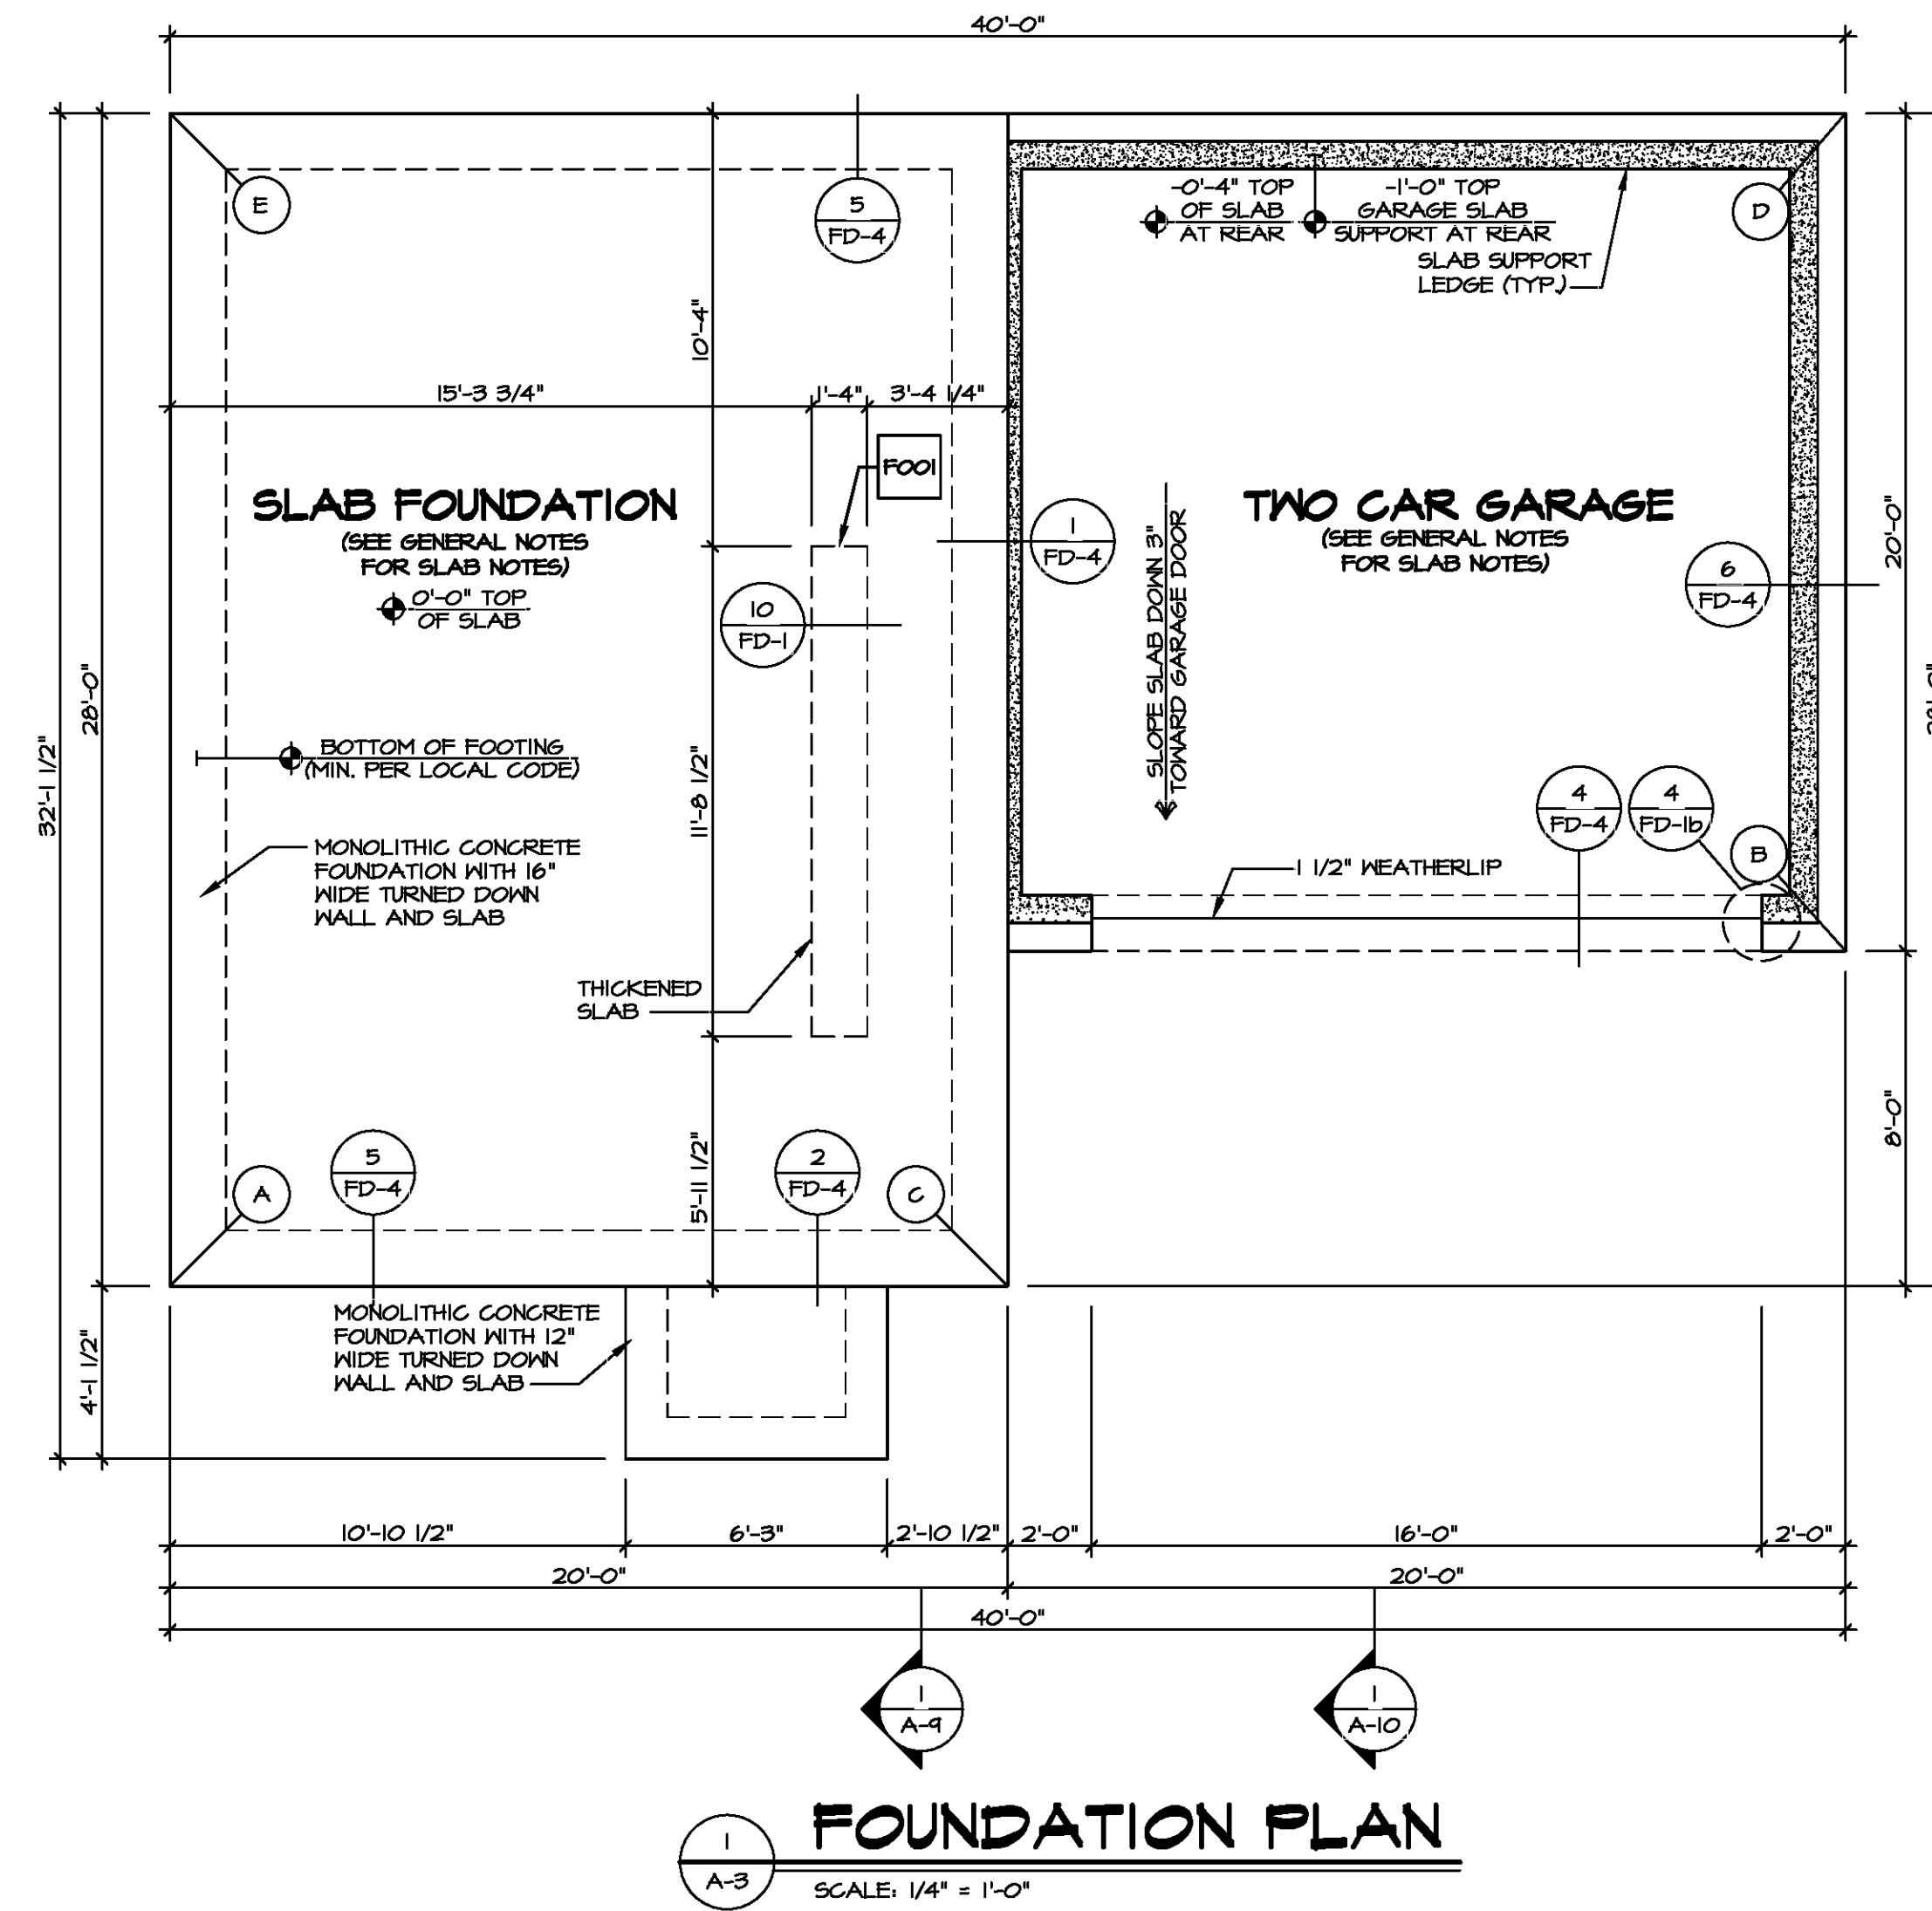 40'-0"
E
5
FD-4
-0'-4" TOP
OF SLAB
AT REAR
-1'-0" TOP
GARAGE SLAB
SUPPORT AT REAR
D
SLAB SUPPORT
LEDGE (TYP.)
10'-4"
15'-3 3/4"
1'-4"
3'-4 1/4"
F001
SLAB FOUNDATION
(SEE GENERAL NOTES
FOR SLAB NOTES)
0'-0" TOP
OF SLAB
10
FD-1
1
FD-4
SLOPE SLAB DOWN 3"
TOWARD GARAGE DOOR
TWO CAR GARAGE
(SEE GENERAL NOTES
FOR SLAB NOTES)
6
FD-4
20'-0"
28'-0"
32'-1 1/2"
BOTTOM OF FOOTING
(MIN. PER LOCAL CODE)
11'-8 1/2"
4
FD-4
4
FD-1b
B
1 1/2" WEATHERLIP
MONOLITHIC CONCRETE
FOUNDATION WITH 16"
WIDE TURNED DOWN
WALL AND SLAB
THICKENED
SLAB
8'-0"
A
5
FD-4
5'-11 1/2"
2
FD-4
C
MONOLITHIC CONCRETE
FOUNDATION WITH 12"
WIDE TURNED DOWN
WALL AND SLAB
4'-1 1/2"
10'-10 1/2"
6'-3"
2'-10 1/2"
2'-0"
16'-0"
2'-0"
20'-0"
20'-0"
40'-0"
1
A-9
1
A-10
1
A-3
FOUNDATION PLAN
SCALE: 1/4" = 1'-0"